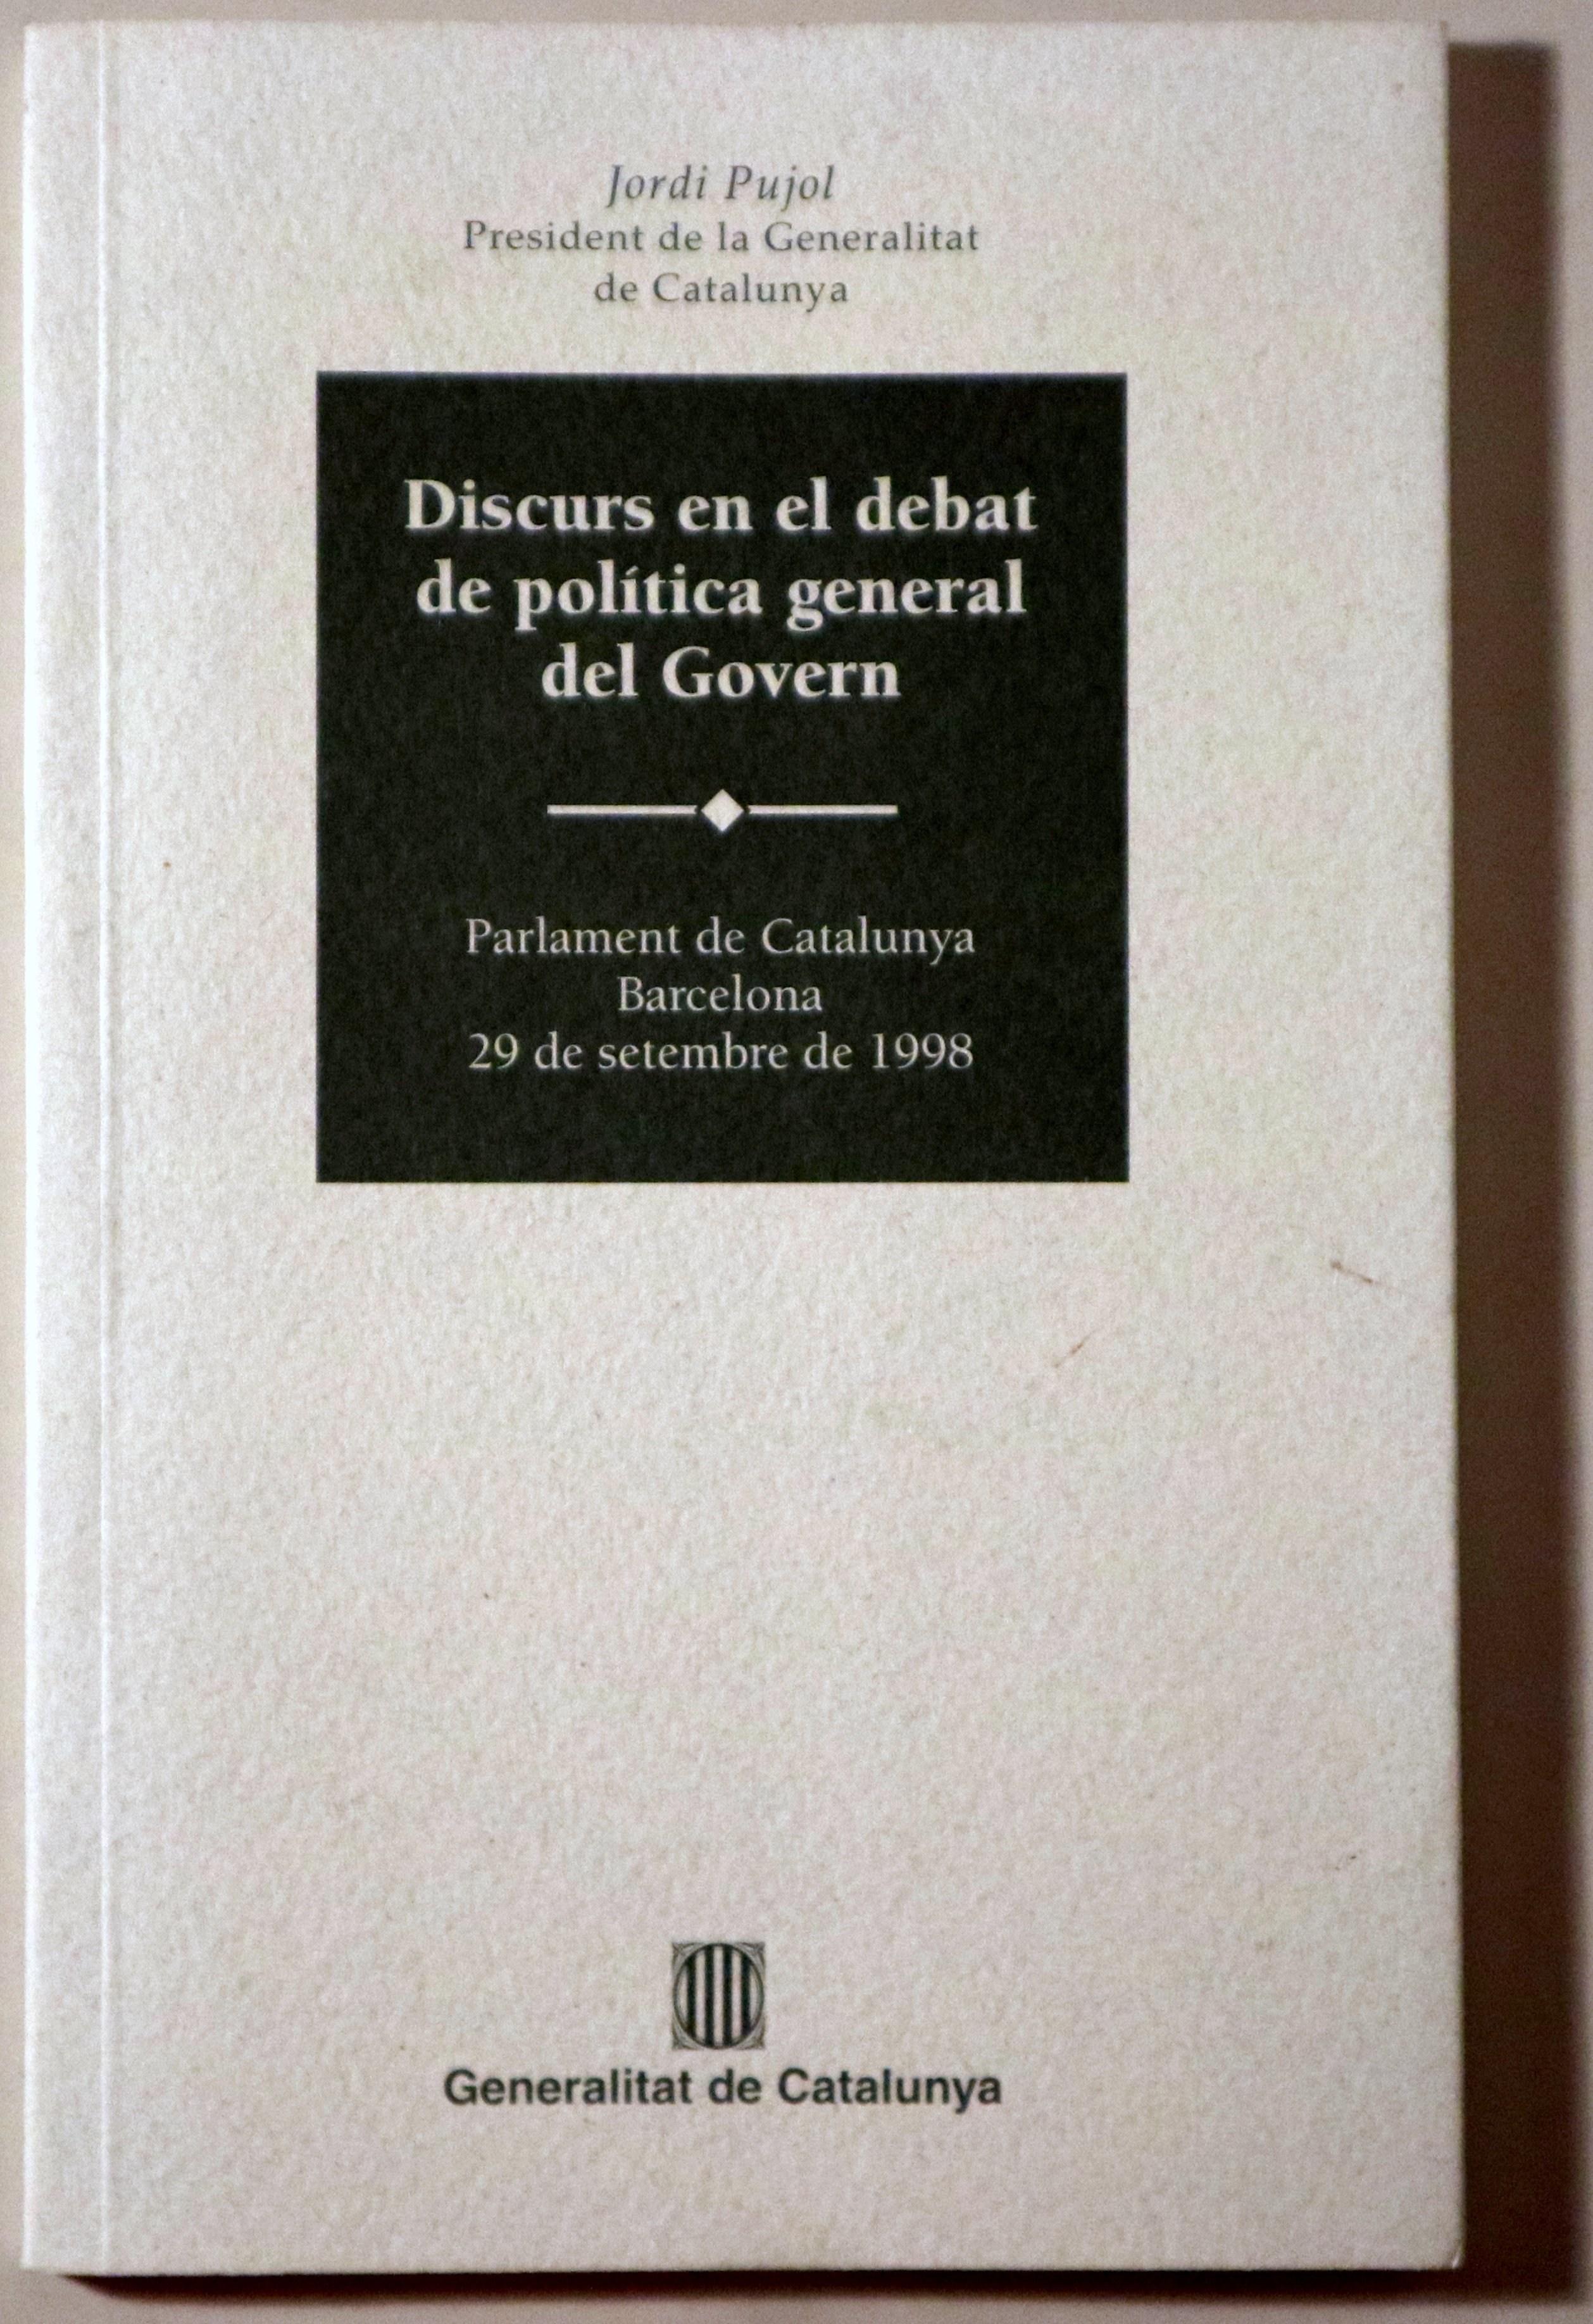 Jordi Pujol
President de la Generalitat
de Catalunya
Discurs en el debat
de política general
del Govern
Parlament de Catalunya
Barcelona
29 de setembre de 1998
Generalitat de Catalunya